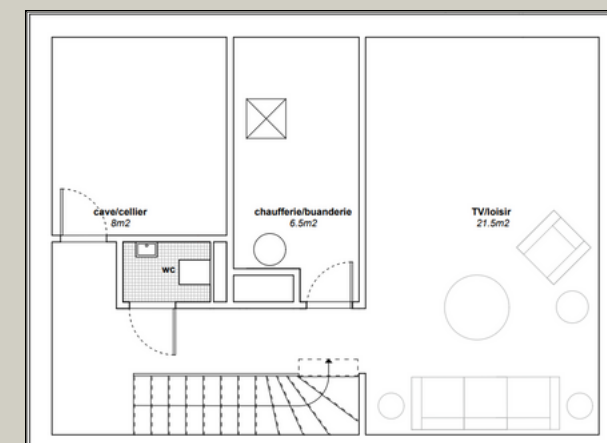 cave/cellier
8m2
chaufferie/buanderie
6.5m2
TV/loisir
21.5m2
wc